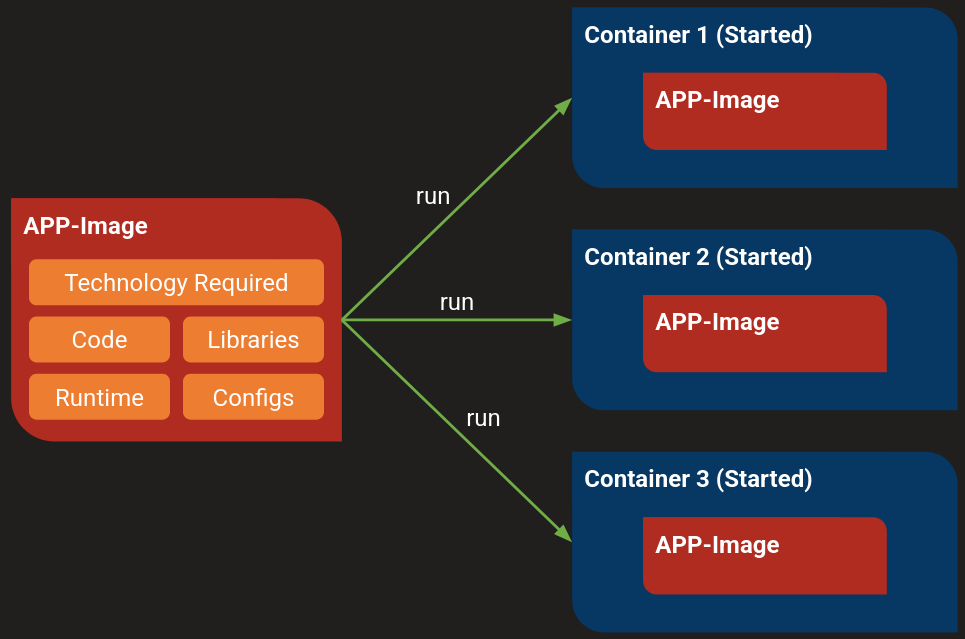 APP-Image
Technology Required
Code
Libraries
Runtime
Configs
run
run
run
Container 1 (Started)
APP-Image
Container 2 (Started)
APP-Image
Container 3 (Started)
APP-Image